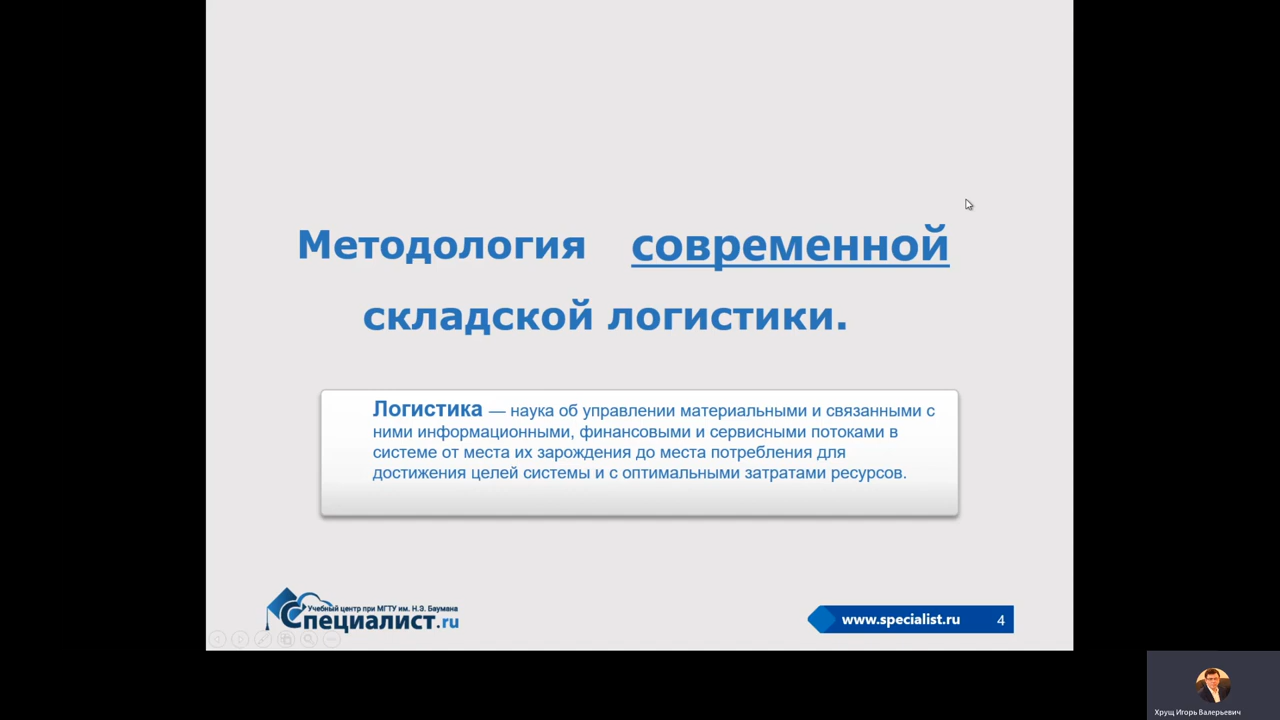 Методология современной
складской логистики.
Логистика — наука об управлении материальными и связанными с
ними информационными, финансовыми и сервисными потоками в
системе от места их зарождения до места потребления для
достижения целей системы и с оптимальными затратами ресурсов.
Учебный центр при МГТУ им. Н.Э. Баумана
Специалист.ru
www.specialist.ru 4
Хрущ Игорь Валерьевич